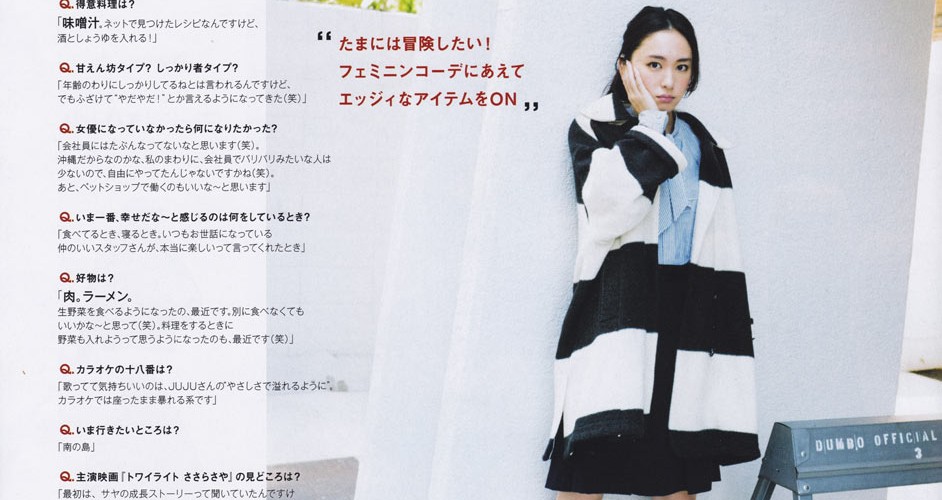 Q. 得意料理は?
「味噌汁。ネットで見つけたレシピなんですけど、
酒としょうゆを入れる!」
Q. 甘えん坊タイプ? しっかり者タイプ?
「年齢のわりにしっかりしてるねとは言われるんですけど、
でもふざけて“やだやだ!”とか言えるようになってきた(笑)」
Q. 女優になっていなかったら何になりたかった?
「会社員にはたぶんなってないなと思います(笑)。
沖縄だからなのかな、私のまわりに、会社員でバリバリみたいな人は
少ないので、自由にやってたんじゃないですかね(笑)。
あと、ペットショップで働くのもいいな〜と思います」
Q. いま一番、幸せだな〜と感じるのは何をしているとき?
「食べてるとき、寝るとき。いつもお世話になっている
仲のいいスタッフさんが、本当に楽しいって言ってくれたとき」
Q. 好物は?
「肉。ラーメン。
生野菜を食べるようになったの、最近です。別に食べなくても
いいかな〜と思って(笑)。料理をするときに
野菜も入れようって思うようになったのも、最近です(笑)」
Q. カラオケの十八番は?
「歌ってて気持ちいいのは、JUJUさんの“やさしさで溢れるように”。
カラオケでは座ったまま暴れる系です」
Q. いま行きたいところは?
「南の島」
Q. 主演映画『トワイライト ささらさや』の見どころは?
「最初は、サヤの成長ストーリーって聞いていたんですけ
“たまには冒険したい!
フェミニンコーデにあえて
エッジィなアイテムをON”
DUMBO OFFICIAL
3